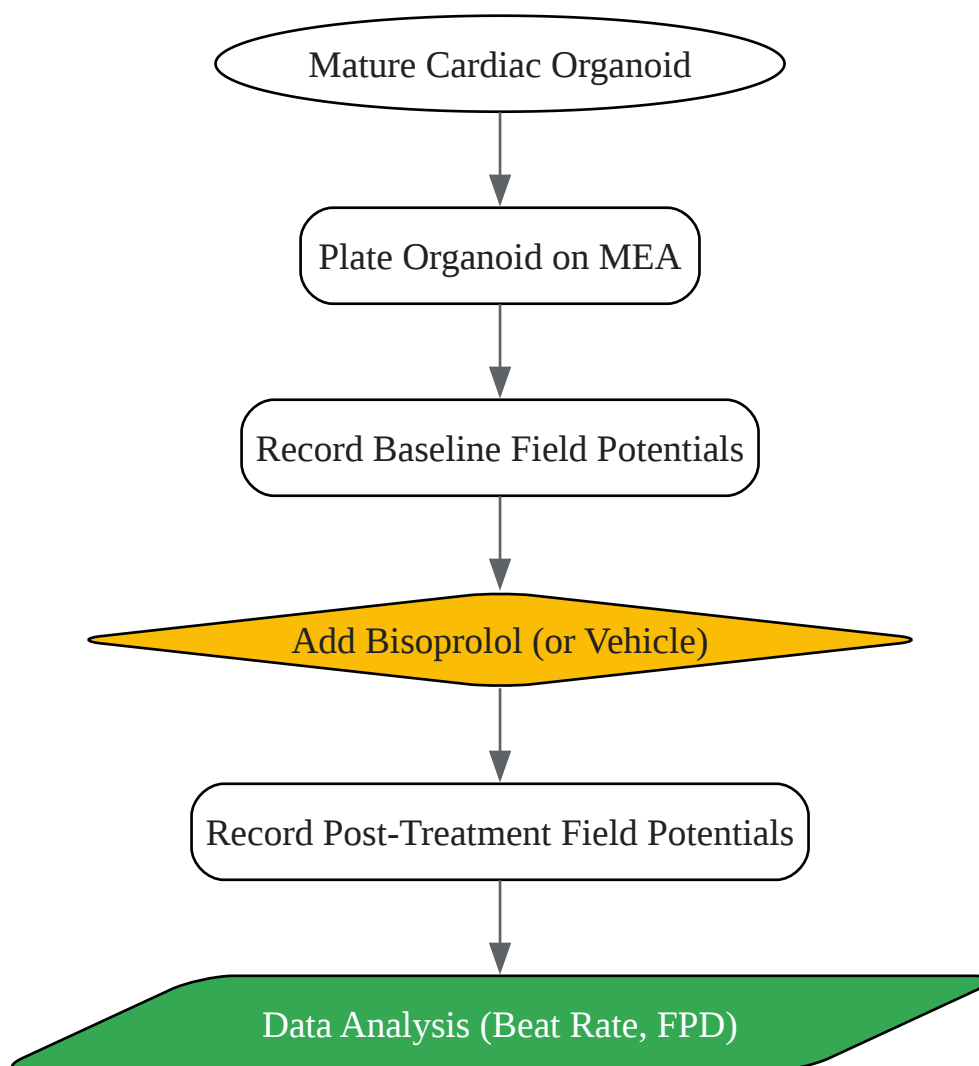 Mature Cardiac Organoid
Plate Organoid on MEA
Record Baseline Field Potentials
Add Bisoprolol (or Vehicle)
Record Post-Treatment Field Potentials
Data Analysis (Beat Rate, FPD)